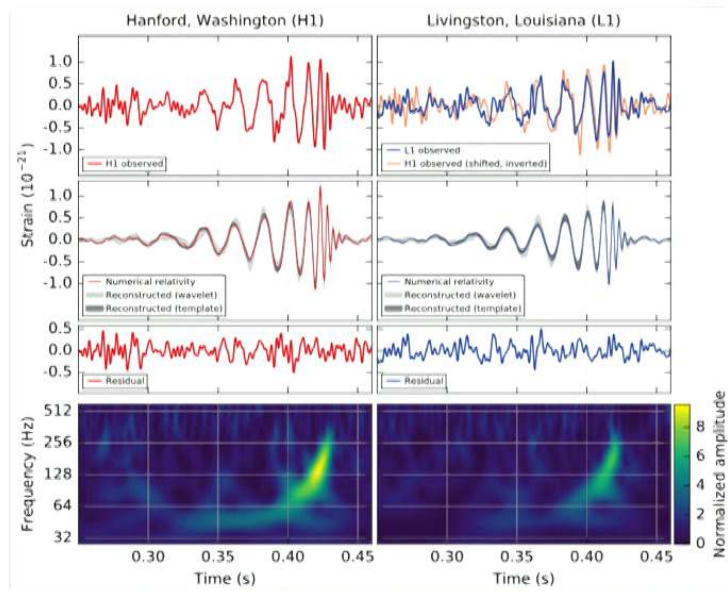 Hanford, Washington (H1)
Livingston, Louisiana (L1)
Strain (10⁻²¹)
1.0
0.5
0.0
-0.5
-1.0
H1 observed
L1 observed
H1 observed (shifted, inverted)
1.0
0.5
0.0
-0.5
-1.0
Numerical relativity
Reconstructed (wavelet)
Reconstructed (template)
Numerical relativity
Reconstructed (wavelet)
Reconstructed (template)
0.5
0.0
-0.5
Residual
Residual
Frequency (Hz)
512
256
128
64
32
Normalized amplitude
8
6
4
2
0
0.30
0.35
0.40
0.45
0.30
0.35
0.40
0.45
Time (s)
Time (s)